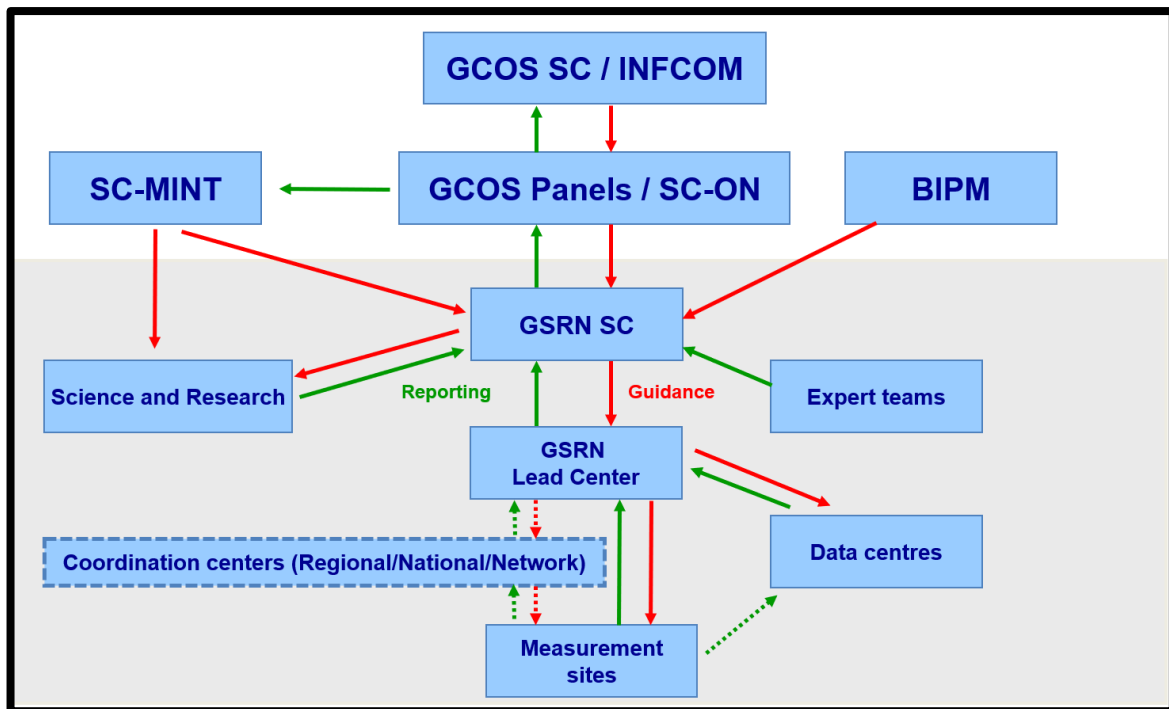 GCOS SC / INFCOM
SC-MINT
GCOS Panels / SC-ON
BIPM
GSRN SC
Science and Research
Reporting
Guidance
Expert teams
GSRN
Lead Center
Coordination centers (Regional/National/Network)
Data centres
Measurement
sites